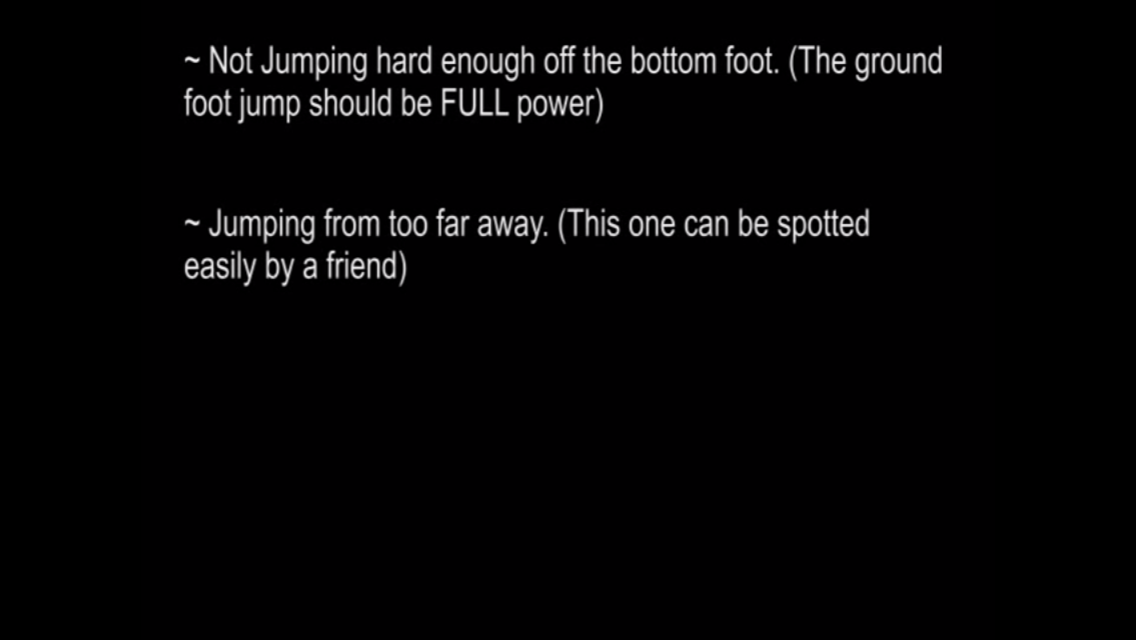 ~ Not Jumping hard enough off the bottom foot. (The ground
foot jump should be FULL power)
~ Jumping from too far away. (This one can be spotted
easily by a friend)